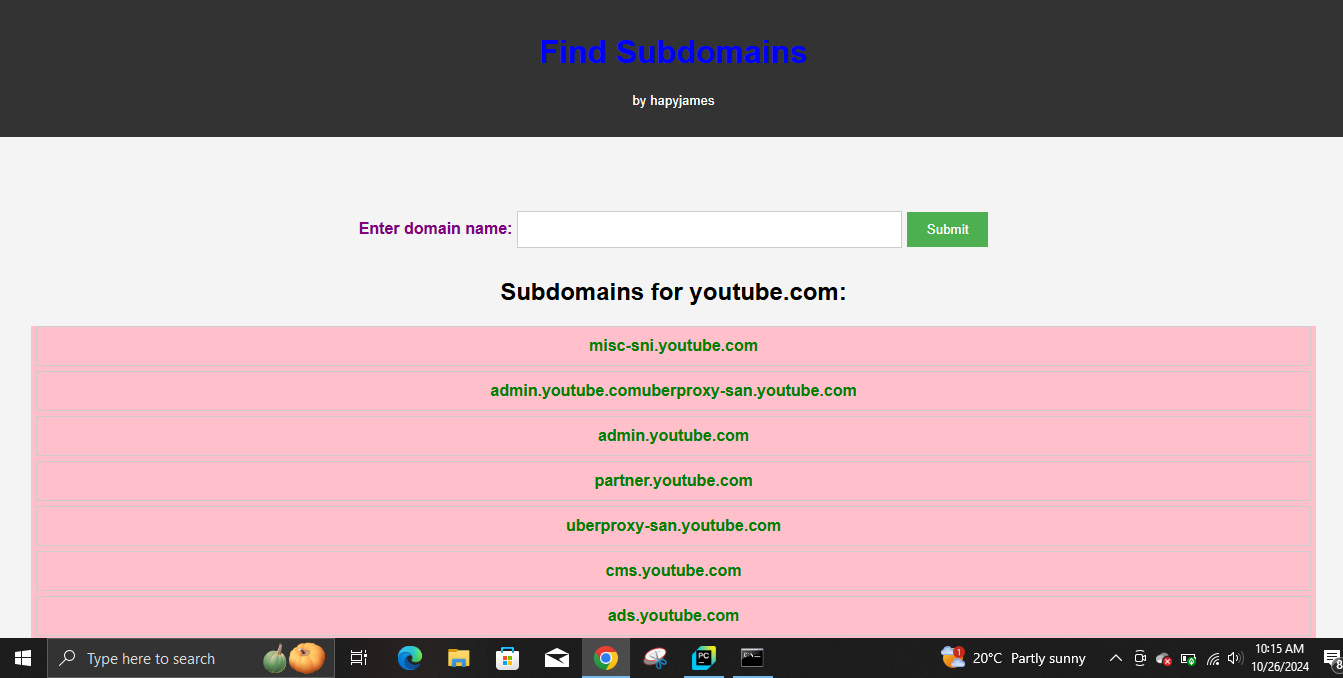 Find Subdomains
by hapyjames
Enter domain name:
Submit
Subdomains for youtube.com:
misc-sni.youtube.com
admin.youtube.comuberproxy-san.youtube.com
admin.youtube.com
partner.youtube.com
uberproxy-san.youtube.com
cms.youtube.com
ads.youtube.com
Type here to search
PC
1
20°C Partly sunny
10:15 AM
10/26/2024
8